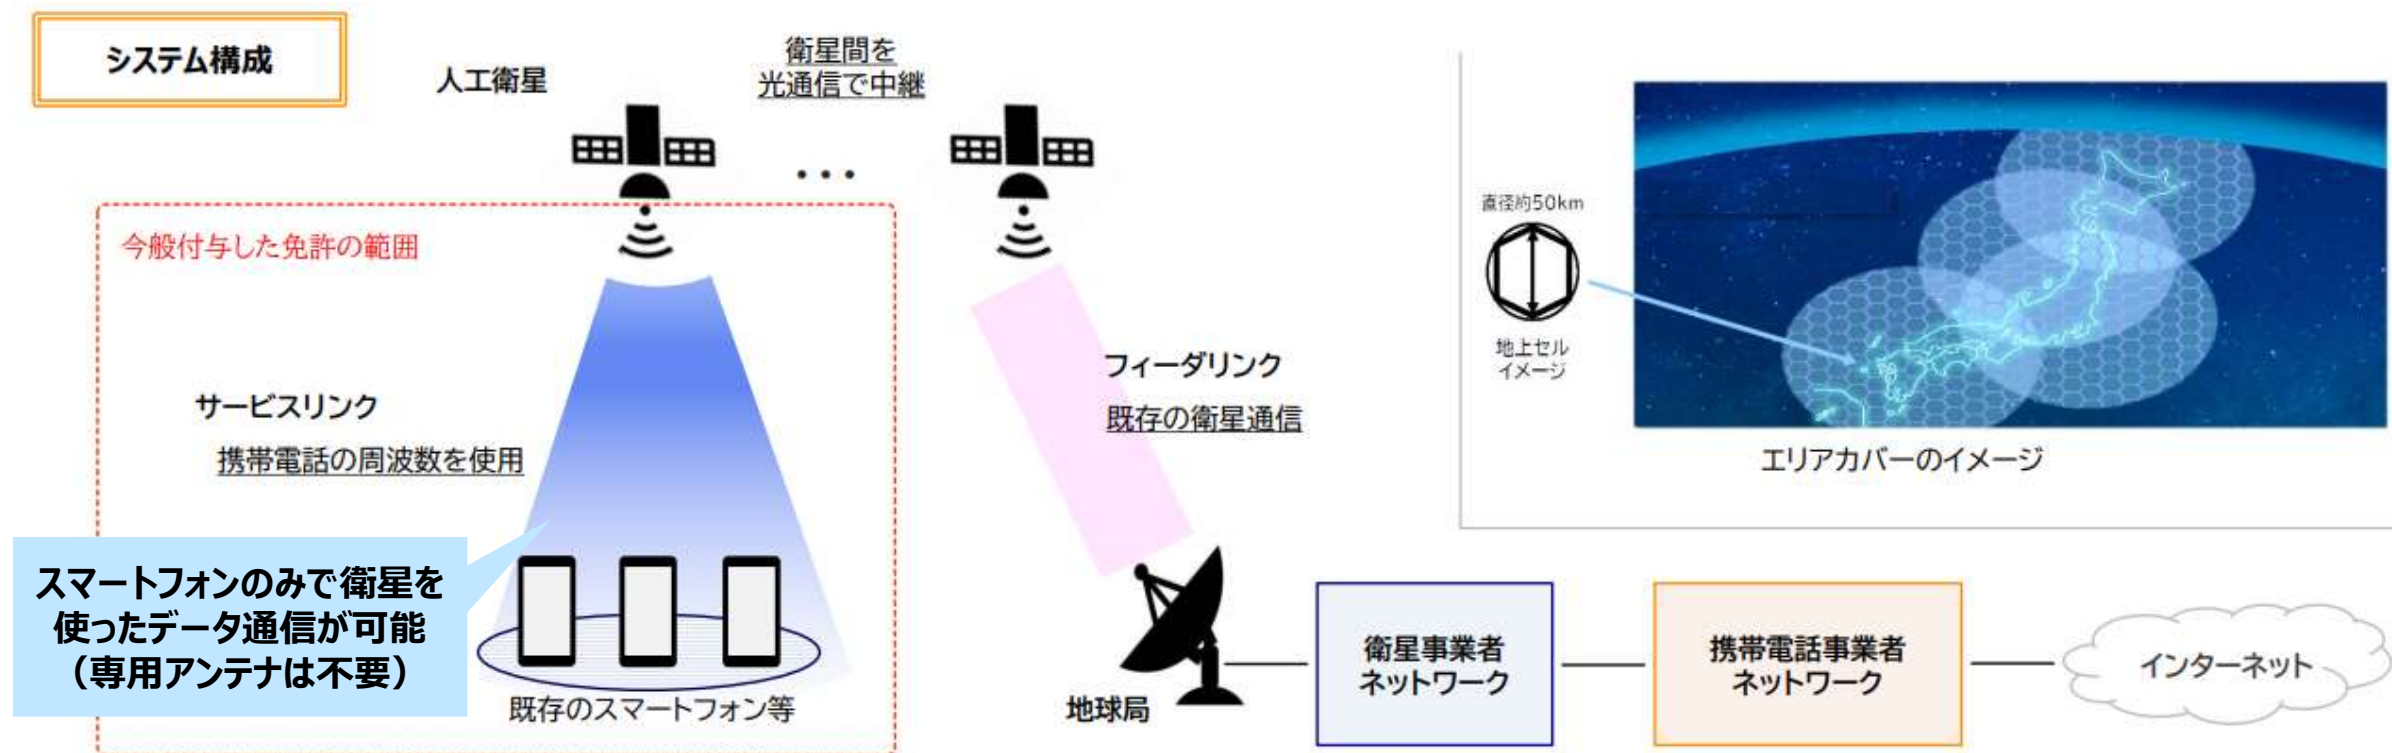 システム構成
人工衛星
衛星間を
光通信で中継
・・・
今般付与した免許の範囲
サービスリンク
携帯電話の周波数を使用
スマートフォンのみで衛星を
使ったデータ通信が可能
（専用アンテナは不要）
既存のスマートフォン等
フィーダリンク
既存の衛星通信
地球局
衛星事業者
ネットワーク
携帯電話事業者
ネットワーク
インターネット
直径約50km
地上セル
イメージ
エリアカバーのイメージ